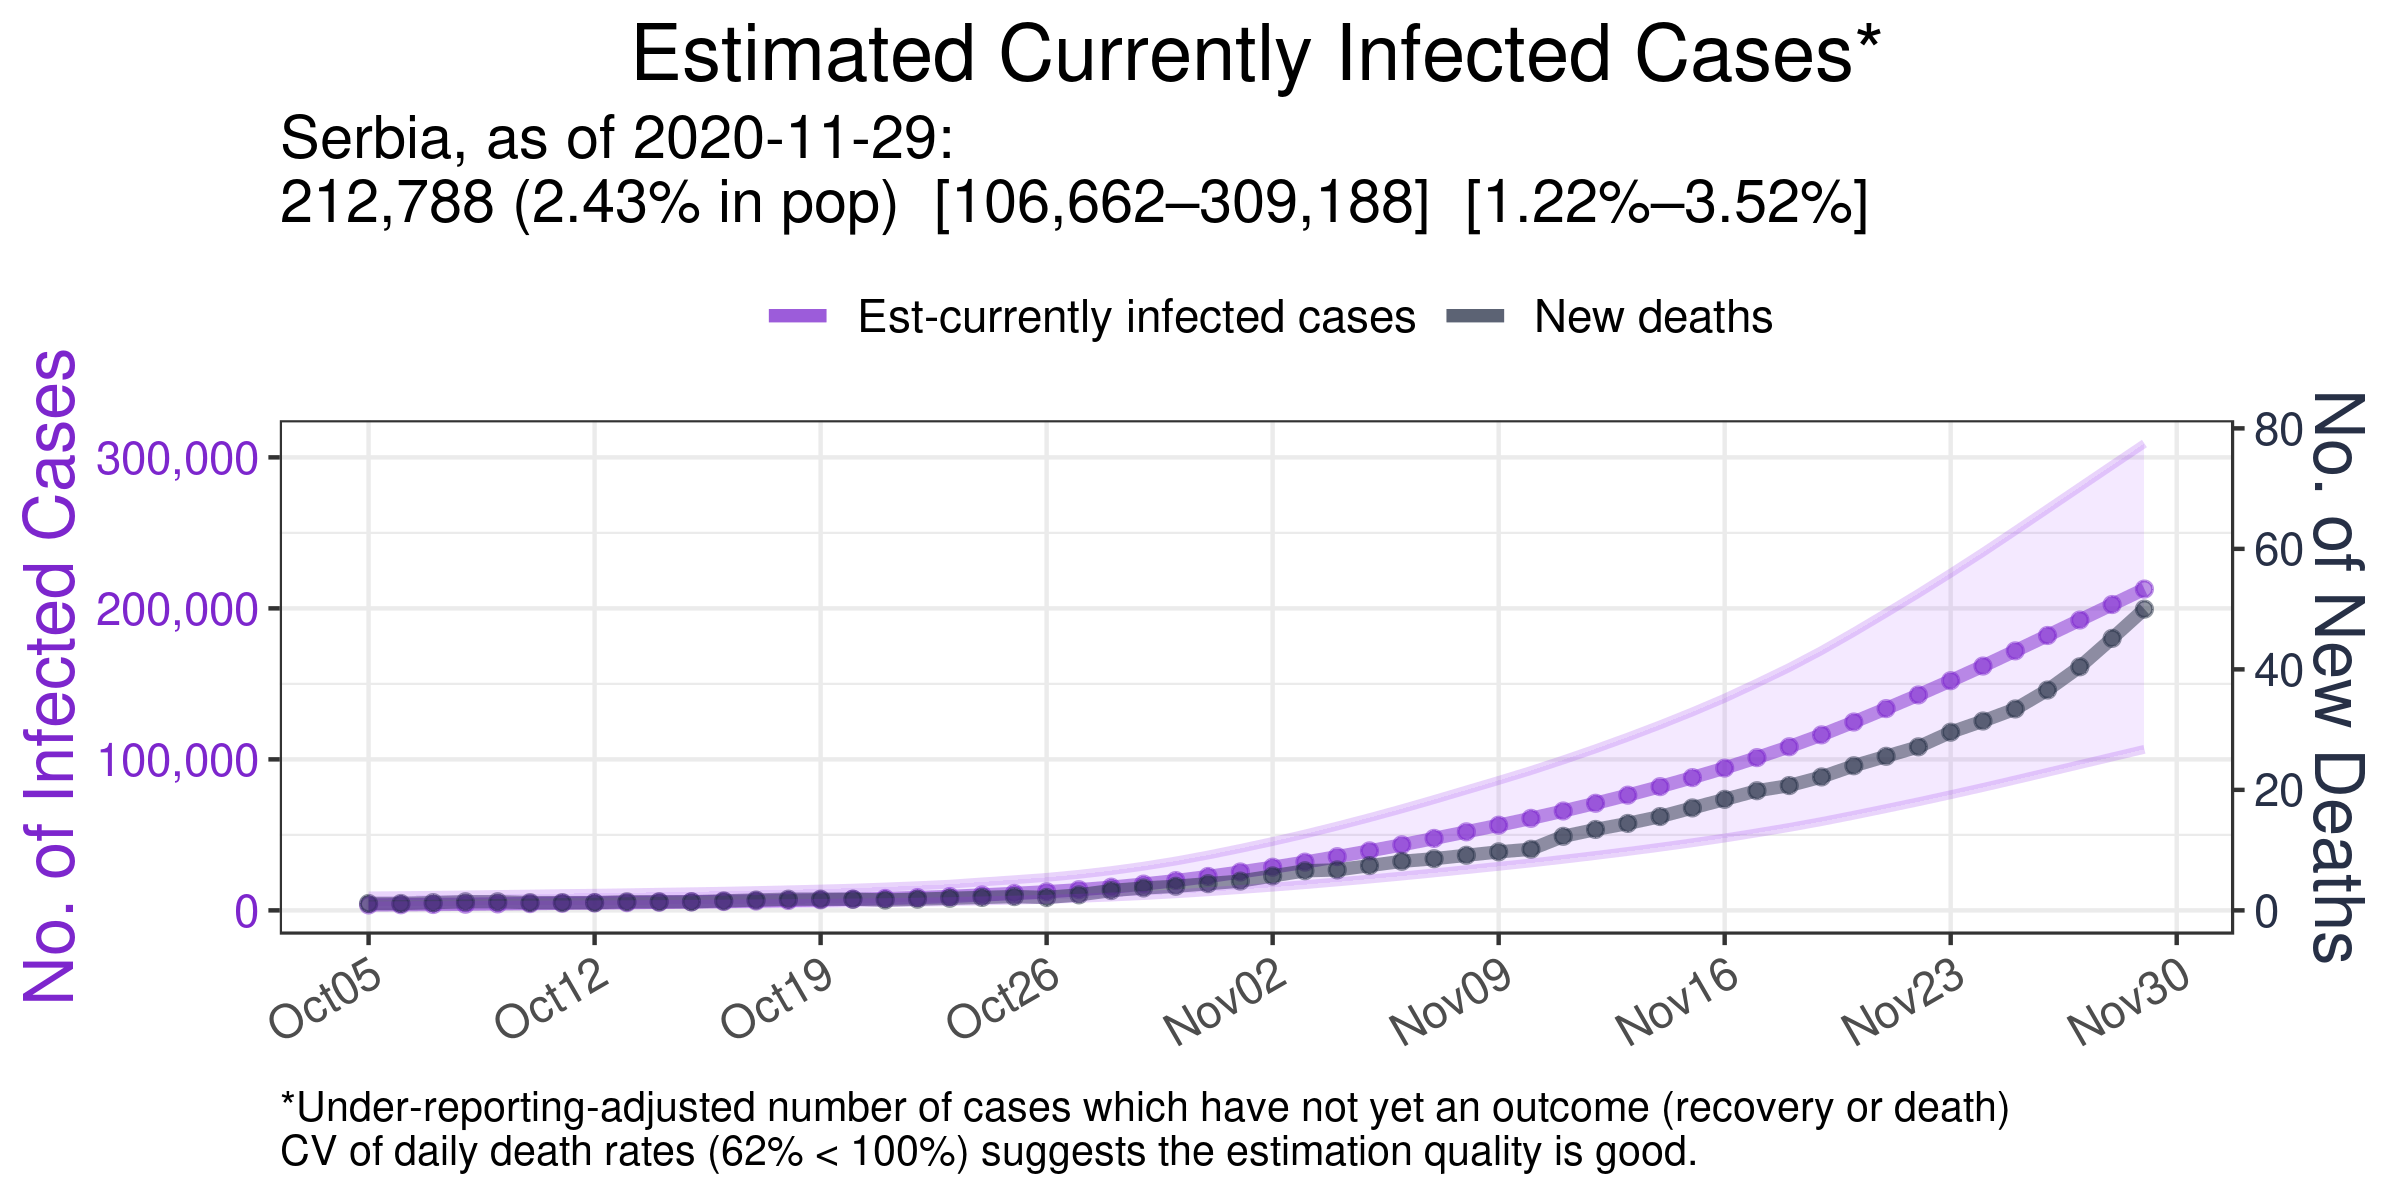 Estimated Currently Infected Cases*
Serbia, as of 2020-11-29:
212,788 (2.43% in pop) [106,662–309,188] [1.22%–3.52%]
Est-currently infected cases New deaths
No. of Infected Cases
300,000
200,000
100,000
0
80
60
40
20
0
No. of New Deaths
Oct05 Oct12 Oct19 Oct26 Nov02 Nov09 Nov16 Nov23 Nov30
*Under-reporting-adjusted number of cases which have not yet an outcome (recovery or death)
CV of daily death rates (62% < 100%) suggests the estimation quality is good.